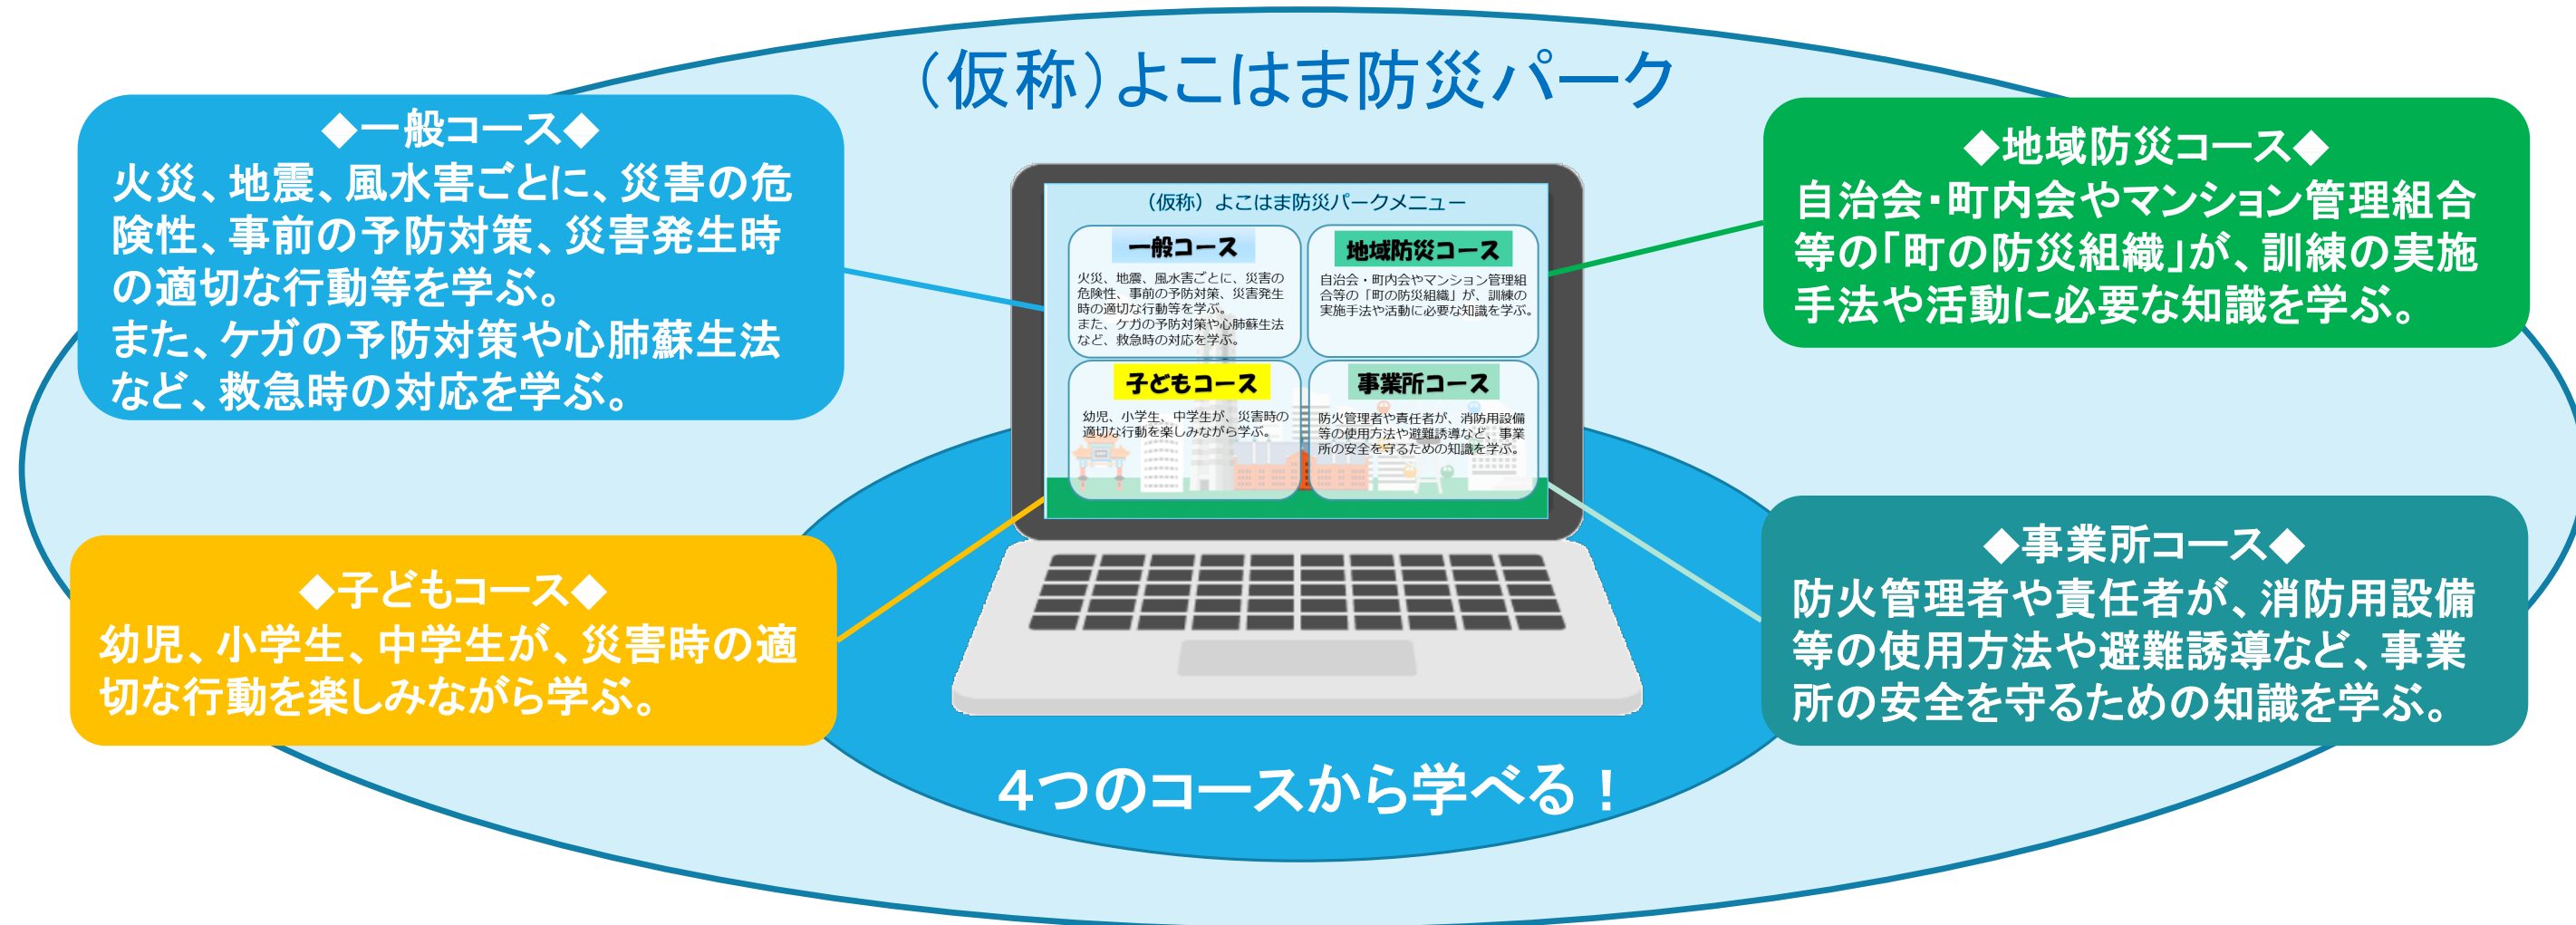 （仮称）よこはま防災パーク
◆一般コース◆
火災、地震、風水害ごとに、災害の危
険性、事前の予防対策、災害発生時
の適切な行動等を学ぶ。
また、ケガの予防対策や心肺蘇生法
など、救急時の対応を学ぶ。
◆地域防災コース◆
自治会・町内会やマンション管理組合
等の「町の防災組織」が、訓練の実施
手法や活動に必要な知識を学ぶ。
（仮称）よこはま防災パークメニュー
一般コース
火災、地震、風水害ごとに、災害の
危険性、事前の予防対策、災害発生
時の適切な行動等を学ぶ。
また、ケガの予防対策や心肺蘇生法
など、救急時の対応を学ぶ。
地域防災コース
自治会・町内会やマンション管理組
合等の「町の防災組織」が、訓練の
実施手法や活動に必要な知識を学ぶ。
子どもコース
幼児、小学生、中学生が、災害時の
適切な行動を楽しみながら学ぶ。
事業所コース
防火管理者や責任者が、消防用設備
等の使用方法や避難誘導など、事業
所の安全を守るための知識を学ぶ。
◆子どもコース◆
幼児、小学生、中学生が、災害時の適
切な行動を楽しみながら学ぶ。
◆事業所コース◆
防火管理者や責任者が、消防用設備
等の使用方法や避難誘導など、事業
所の安全を守るための知識を学ぶ。
４つのコースから学べる！